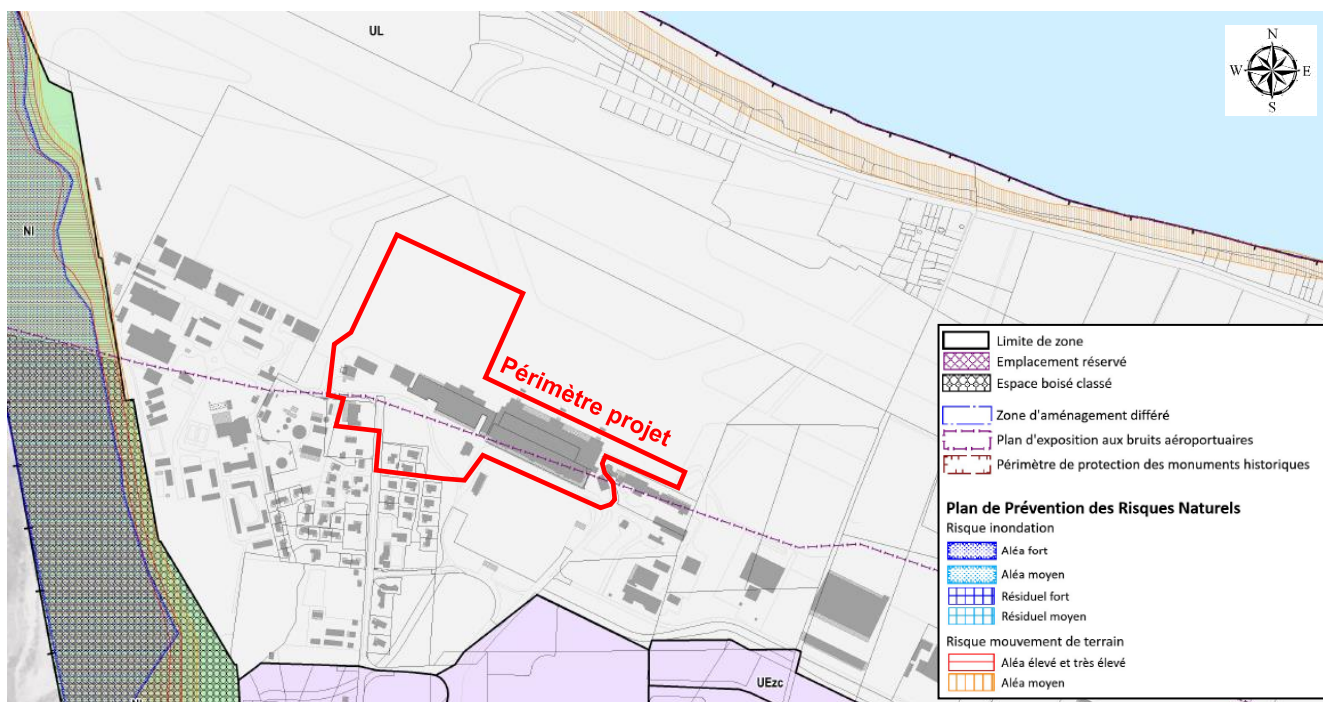 UL
N
W
E
S
NI
Périmètre projet
Limite de zone
Emplacement réservé
Espace boisé classé
Zone d'aménagement différé
Plan d'exposition aux bruits aéroportuaires
Périmètre de protection des monuments historiques
Plan de Prévention des Risques Naturels
Risque inondation
Aléa fort
Aléa moyen
Résiduel fort
Résiduel moyen
Risque mouvement de terrain
Aléa élevé et très élevé
Aléa moyen
UEzc